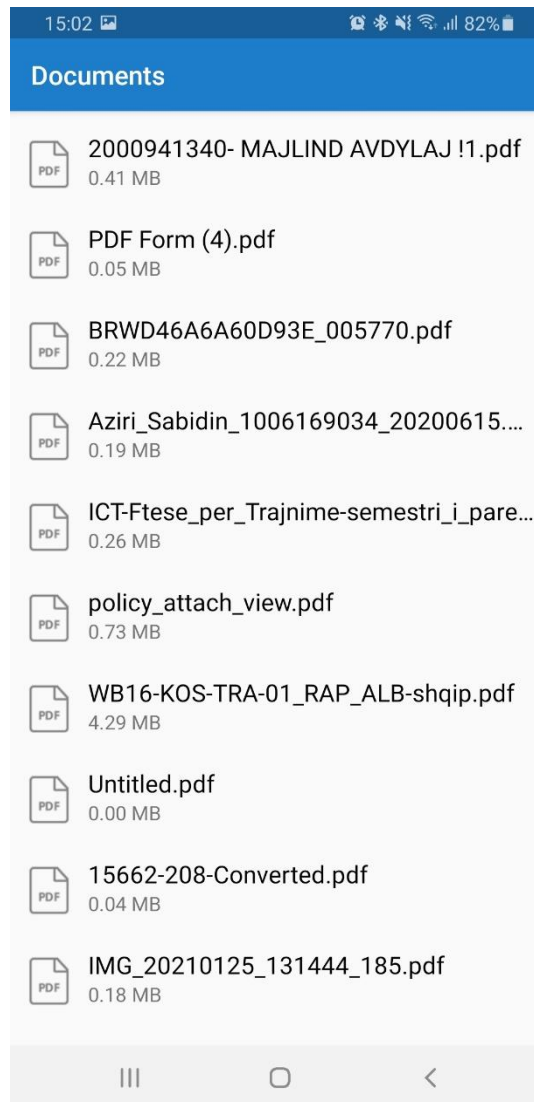 15:02 82%
Documents
2000941340- MAJLIND AVDYLAJ !1.pdf
PDF
0.41 MB
PDF Form (4).pdf
PDF
0.05 MB
BRWD46A6A60D93E_005770.pdf
PDF
0.22 MB
Aziri_Sabidin_1006169034_20200615....
PDF
0.19 MB
ICT-Ftese_per_Trajnime-semestri_i_pare...
PDF
0.26 MB
policy_attach_view.pdf
PDF
0.73 MB
WB16-KOS-TRA-01_RAP_ALB-shqip.pdf
PDF
4.29 MB
Untitled.pdf
PDF
0.00 MB
15662-208-Converted.pdf
PDF
0.04 MB
IMG_20210125_131444_185.pdf
PDF
0.18 MB